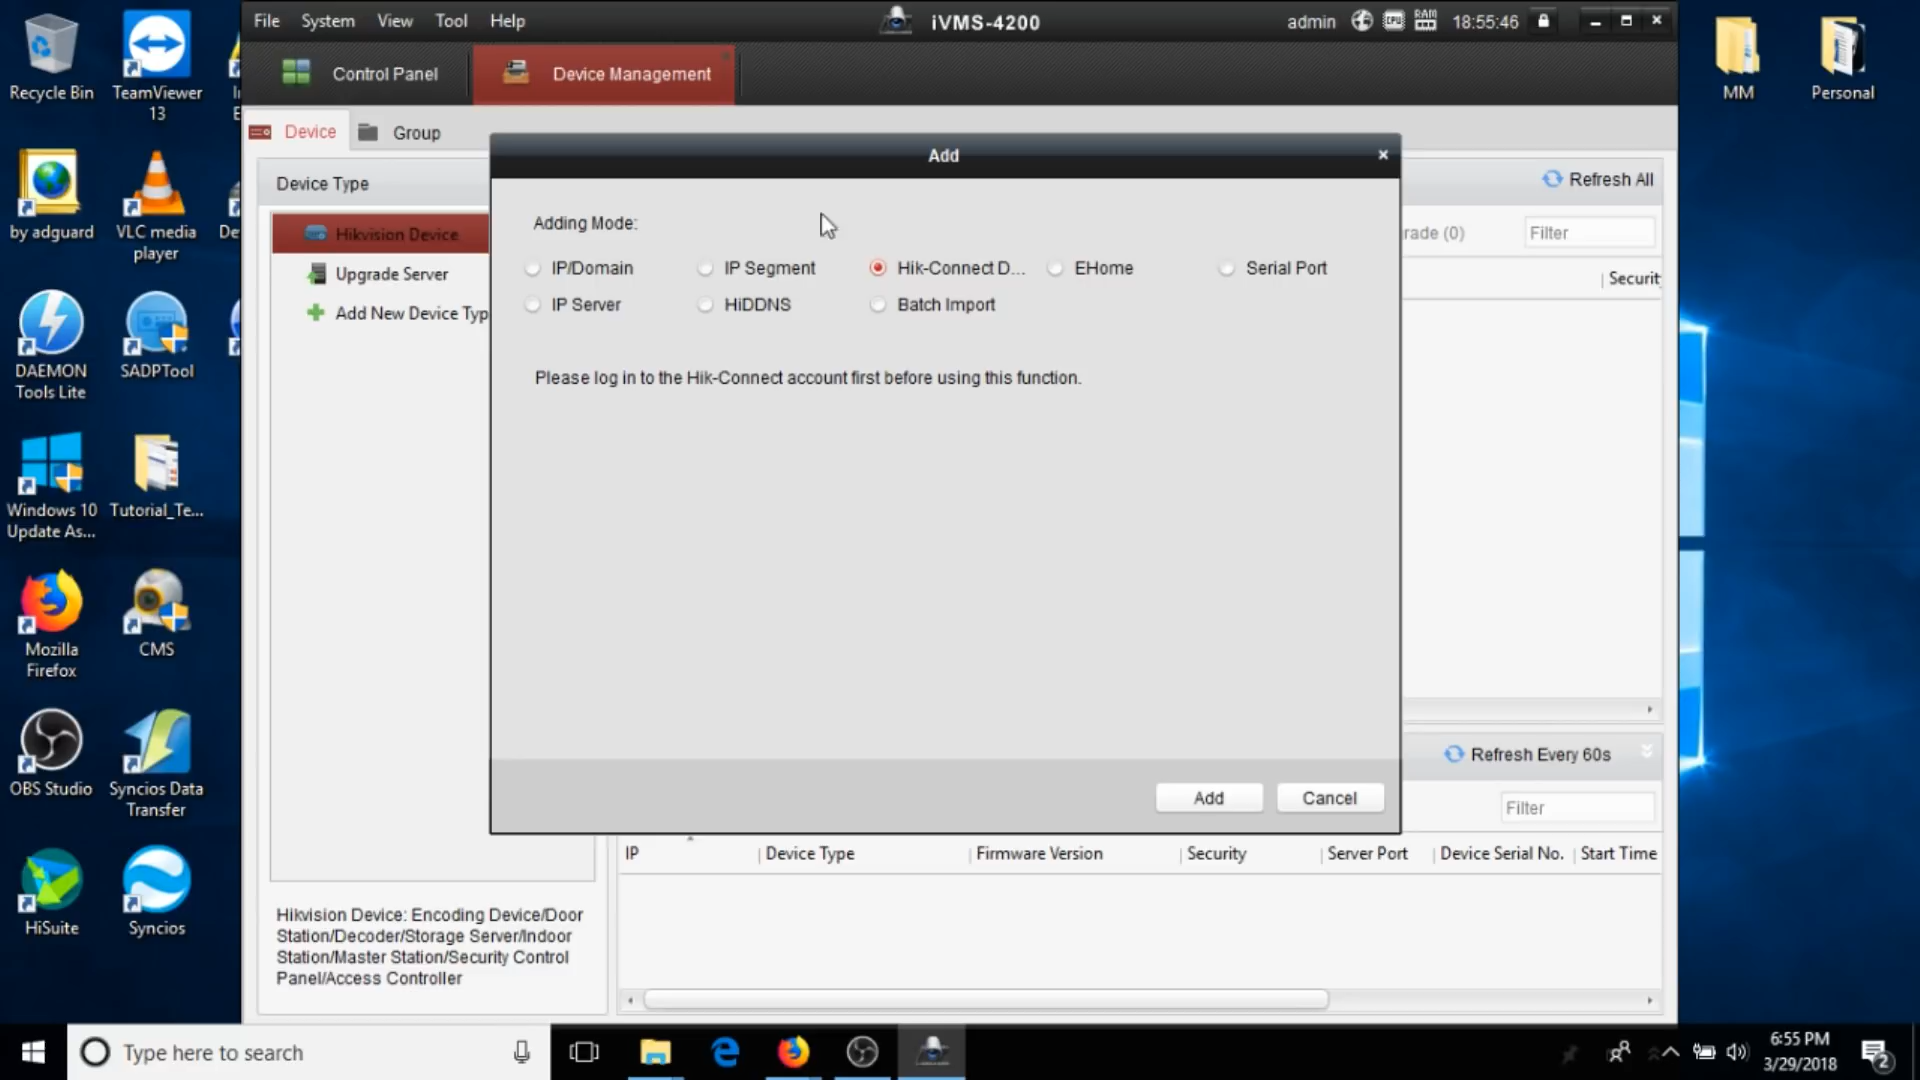 File System View Tool Help
iVMS-4200
admin CPU RAM 18:55:46
Control Panel
Device Management
Device
Group
Device Type
Hikvision Device
Upgrade Server
Add New Device Typ
Add
Adding Mode:
IP/Domain IP Segment Hik-Connect D... EHome Serial Port
IP Server HiDDNS Batch Import
Please log in to the Hik-Connect account first before using this function.
Add Cancel
Refresh All
rade (0) Filter
Securit
Refresh Every 60s
Filter
IP Device Type Firmware Version Security Server Port Device Serial No. Start Time
Hikvision Device: Encoding Device/Door
Station/Decoder/Storage Server/Indoor
Station/Master Station/Security Control
Panel/Access Controller
Recycle Bin
TeamViewer
13
by adguard
VLC media
player
De
DAEMON
Tools Lite
SADPTool
Windows 10
Update As...
Tutorial_Te...
Mozilla
Firefox
CMS
OBS Studio
Syncios Data
Transfer
HiSuite
Syncios
MM
Personal
Type here to search
6:55 PM
3/29/2018
2